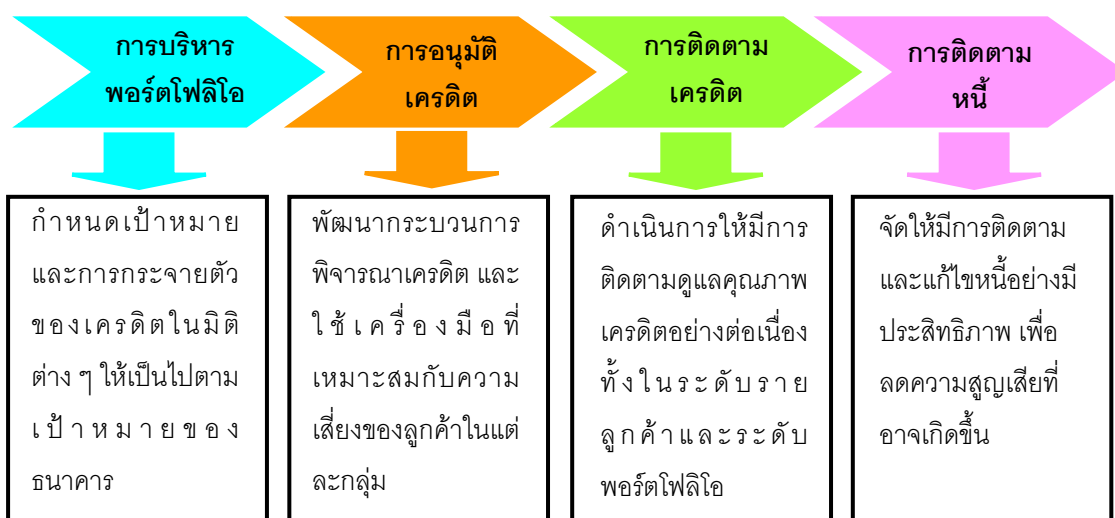 การบริหาร
พอร์ตโฟลิโอ
การอนุมัติ
เครดิต
การติดตาม
เครดิต
การติดตาม
หนี้
กำหนดเป้าหมาย
และการกระจายตัว
ของเครดิตในมิติ
ต่าง ๆ ให้เป็นไปตาม
เป้าหมายของ
ธนาคาร
พัฒนากระบวนการ
พิจารณาเครดิต และ
ใช้เครื่องมือที่
เหมาะสมกับความ
เสี่ยงของลูกค้าในแต่
ละกลุ่ม
ดำเนินการให้มีการ
ติดตามดูแลคุณภาพ
เครดิตอย่างต่อเนื่อง
ทั้งในระดับราย
ลูกค้าและระดับ
พอร์ตโฟลิโอ
จัดให้มีการติดตาม
และแก้ไขหนี้อย่างมี
ประสิทธิภาพ เพื่อ
ลดความสูญเสียที่
อาจเกิดขึ้น